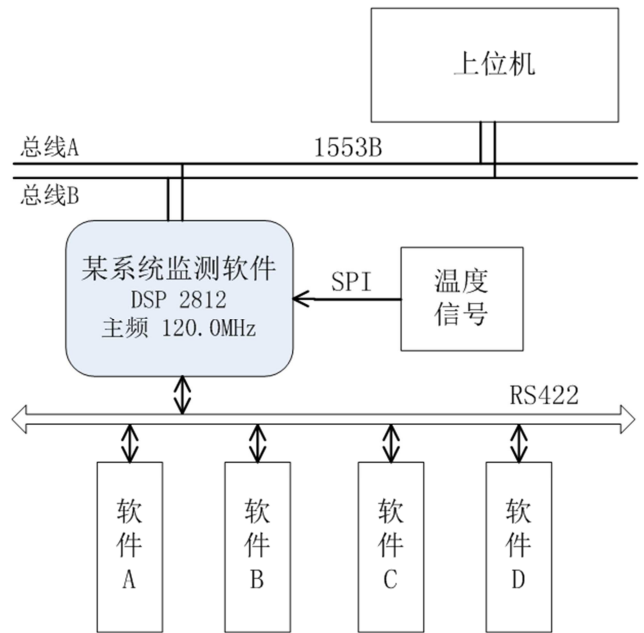 上位机
总线A
1553B
总线B
某系统监测软件
DSP 2812
主频 120.0MHz
SPI
温度
信号
RS422
软
件
A
软
件
B
软
件
C
软
件
D